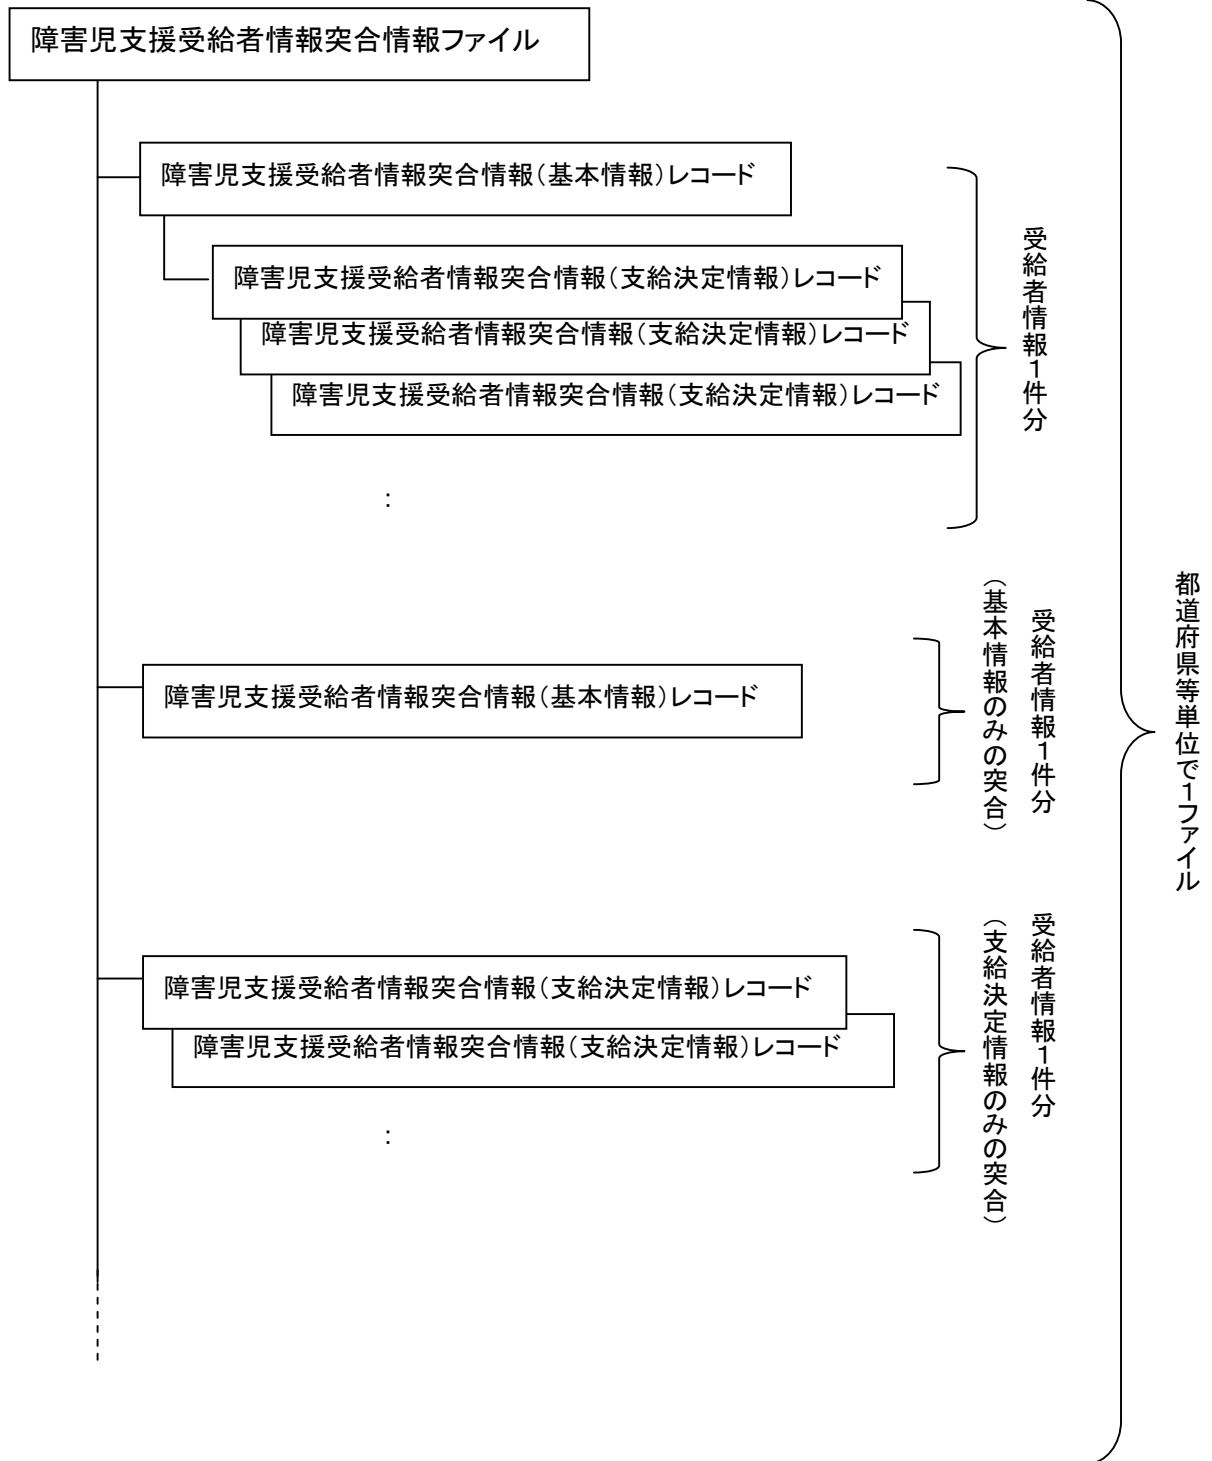 障害児支援受給者情報突合情報ファイル
障害児支援受給者情報突合情報（基本情報）レコード
障害児支援受給者情報突合情報（支給決定情報）レコード
障害児支援受給者情報突合情報（支給決定情報）レコード
障害児支援受給者情報突合情報（支給決定情報）レコード
：
受給者情報１件分
障害児支援受給者情報突合情報（基本情報）レコード
受給者情報１件分
（基本情報のみの突合）
障害児支援受給者情報突合情報（支給決定情報）レコード
障害児支援受給者情報突合情報（支給決定情報）レコード
：
受給者情報１件分
（支給決定情報のみの突合）
都道府県等単位で１ファイル